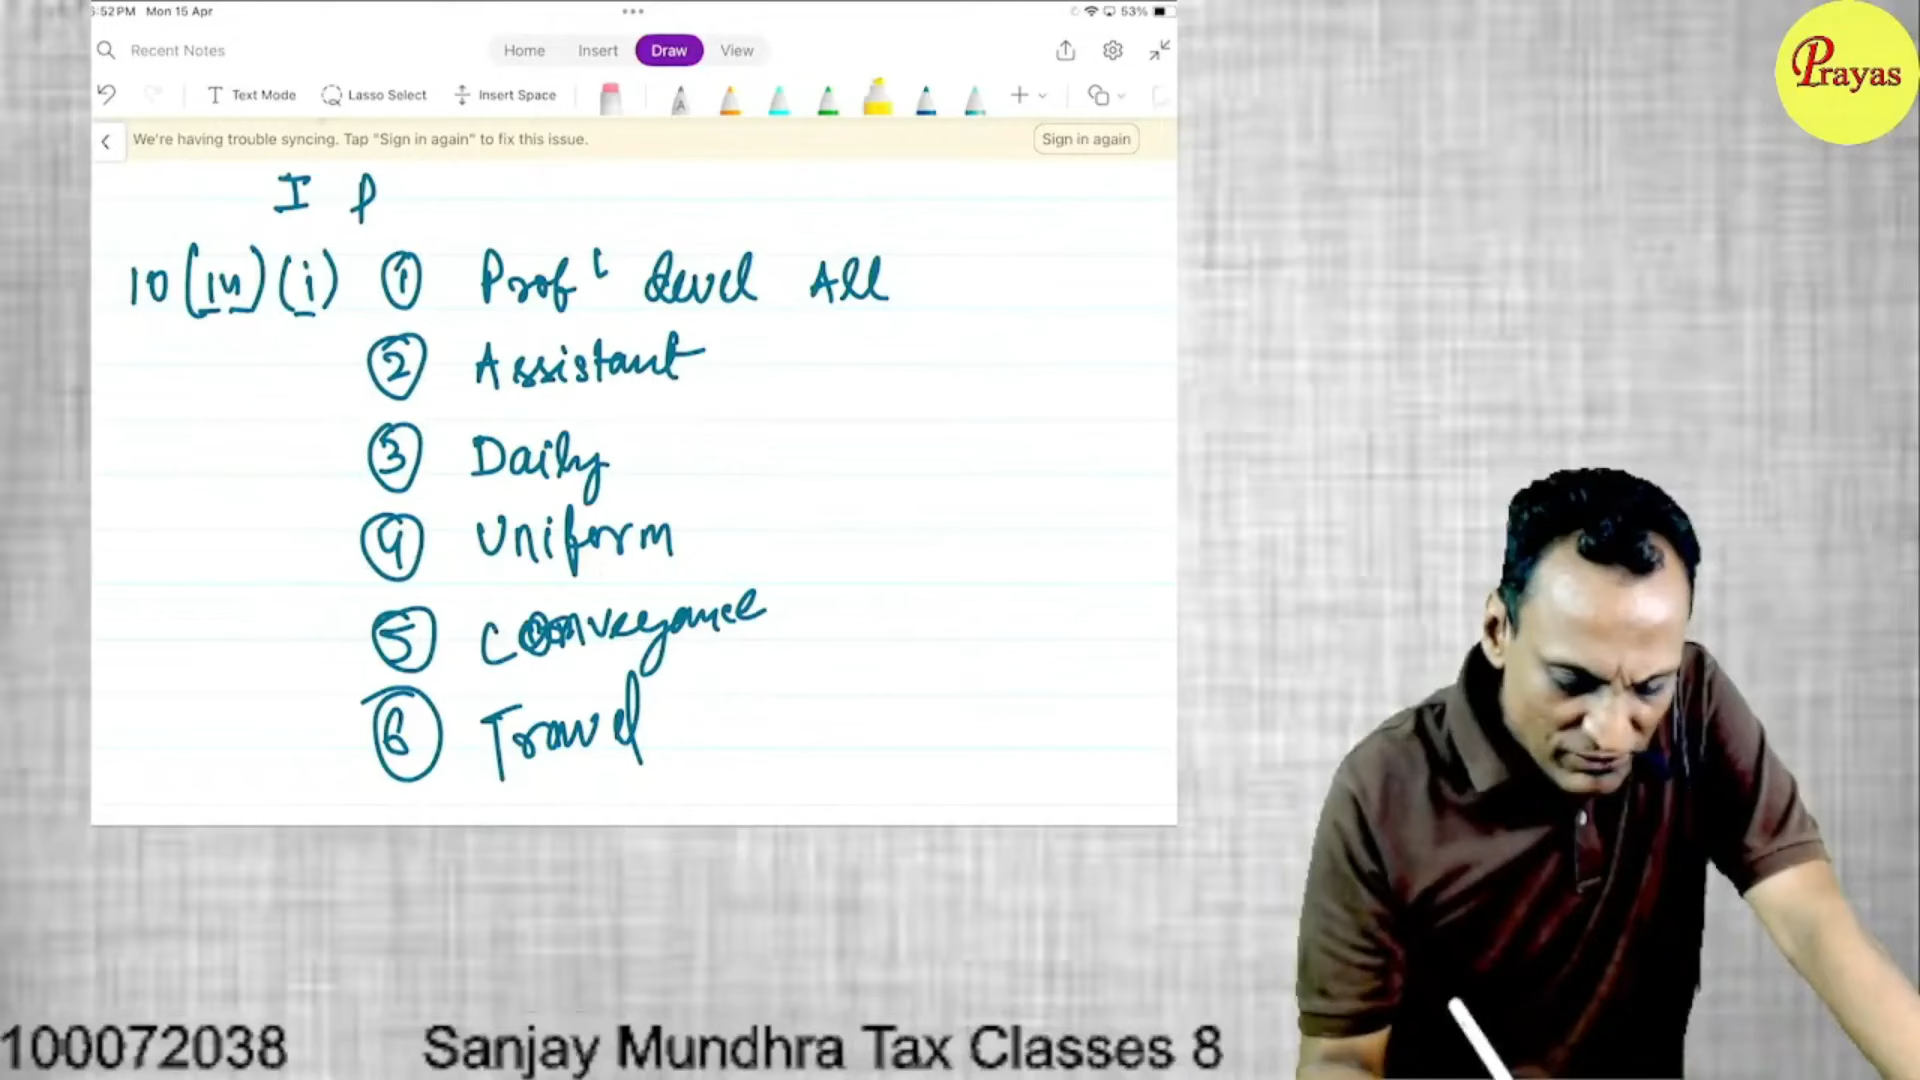 :52 PM Mon 15 Apr
53%
Recent Notes
Home Insert Draw View
Text Mode Lasso Select Insert Space
We're having trouble syncing. Tap "Sign in again" to fix this issue.
Sign in again
Prayas
I P
10 (14) (i) ① Profl devel All
② Assistant
③ Daily
④ Uniform
⑤ Conveyance
⑥ Travel
100072038 Sanjay Mundhra Tax Classes 8